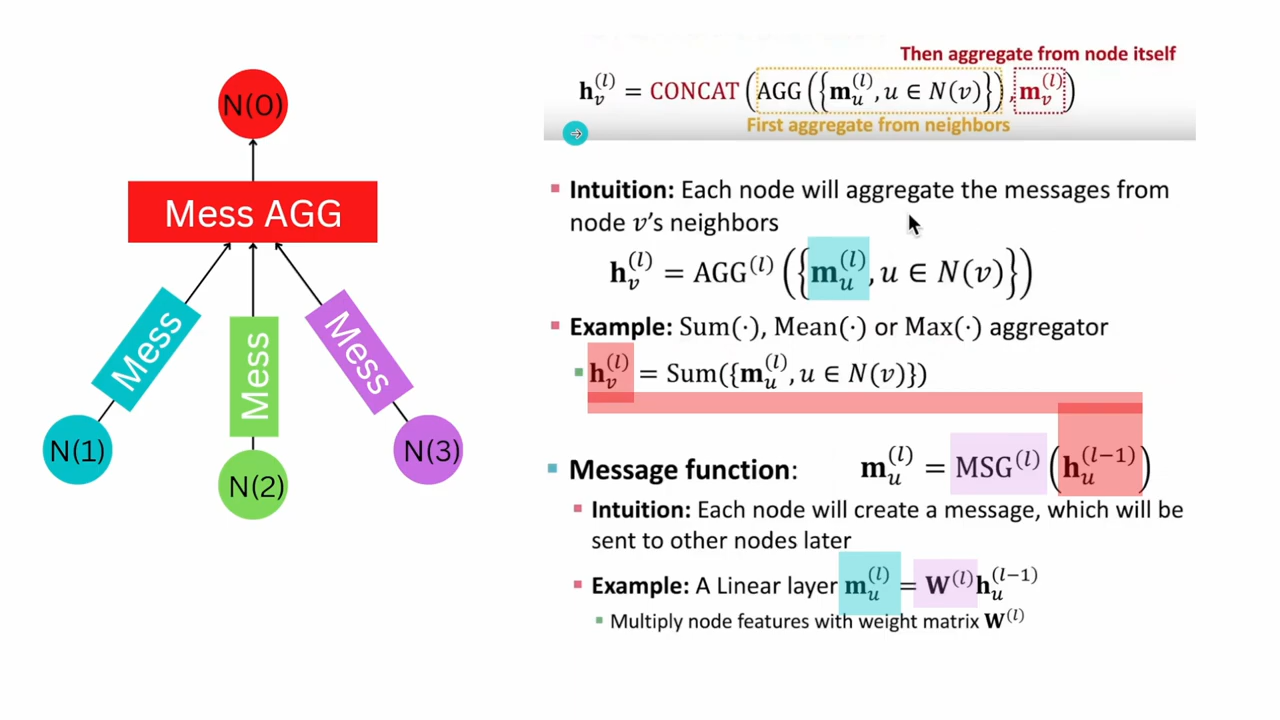 N(0)
Mess AGG
Mess
Mess
Mess
N(1)
N(2)
N(3)
Then aggregate from node itself
h_v^(l) = CONCAT(AGG({m_u^(l), u ∈ N(v)}), m_v^(l))
First aggregate from neighbors
Intuition: Each node will aggregate the messages from
node v's neighbors
h_v^(l) = AGG^(l)({m_u^(l), u ∈ N(v)})
Example: Sum(·), Mean(·) or Max(·) aggregator
h_v^(l) = Sum({m_u^(l), u ∈ N(v)})
Message function: m_u^(l) = MSG^(l)(h_u^(l−1))
Intuition: Each node will create a message, which will be
sent to other nodes later
Example: A Linear layer m_u^(l) = W^(l)h_u^(l−1)
Multiply node features with weight matrix W^(l)